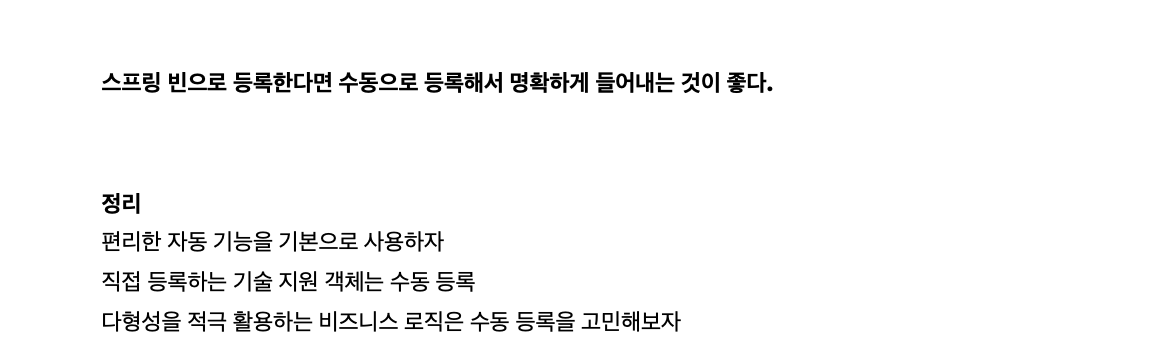 스프링 빈으로 등록한다면 수동으로 등록해서 명확하게 들어내는 것이 좋다.
정리
편리한 자동 기능을 기본으로 사용하자
직접 등록하는 기술 지원 객체는 수동 등록
다형성을 적극 활용하는 비즈니스 로직은 수동 등록을 고민해보자